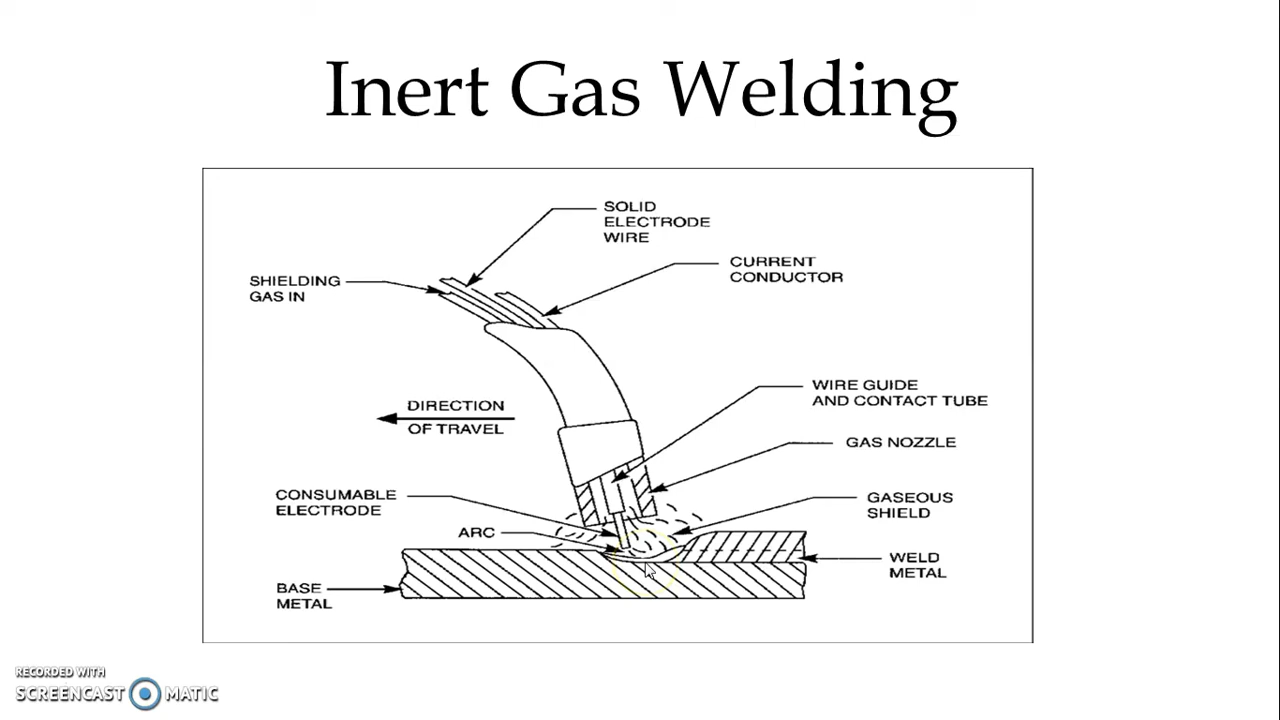 Inert Gas Welding
SOLID
ELECTRODE
WIRE
CURRENT
CONDUCTOR
SHIELDING
GAS IN
WIRE GUIDE
AND CONTACT TUBE
DIRECTION
OF TRAVEL
GAS NOZZLE
CONSUMABLE
ELECTRODE
GASEOUS
SHIELD
ARC
WELD
METAL
BASE
METAL
RECORDED WITH
SCREENCAST MATIC